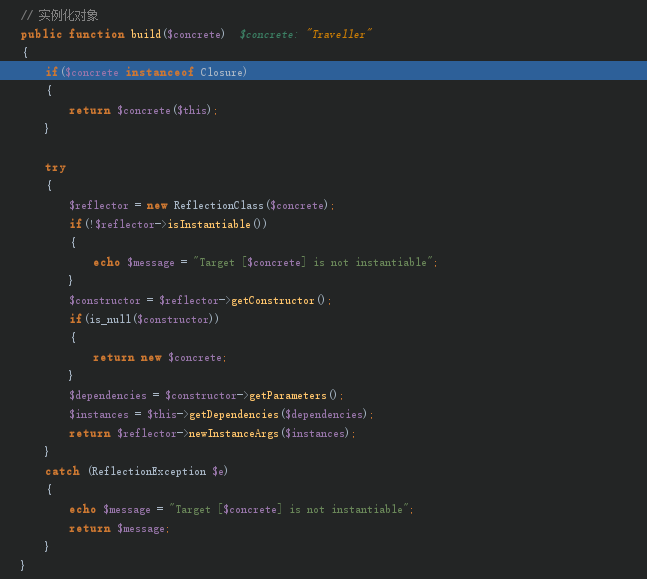 // 实例化对象
public function build($concrete)  $concrete: "Traveller"
{
if($concrete instanceof Closure)
{
return $concrete($this);
}
try
{
$reflector = new ReflectionClass($concrete);
if(!$reflector->isInstantiable())
{
echo $message = "Target [$concrete] is not instantiable";
}
$constructor = $reflector->getConstructor();
if(is_null($constructor))
{
return new $concrete;
}
$dependencies = $constructor->getParameters();
$instances = $this->getDependencies($dependencies);
return $reflector->newInstanceArgs($instances);
}
catch (ReflectionException $e)
{
echo $message = "Target [$concrete] is not instantiable";
return $message;
}
}